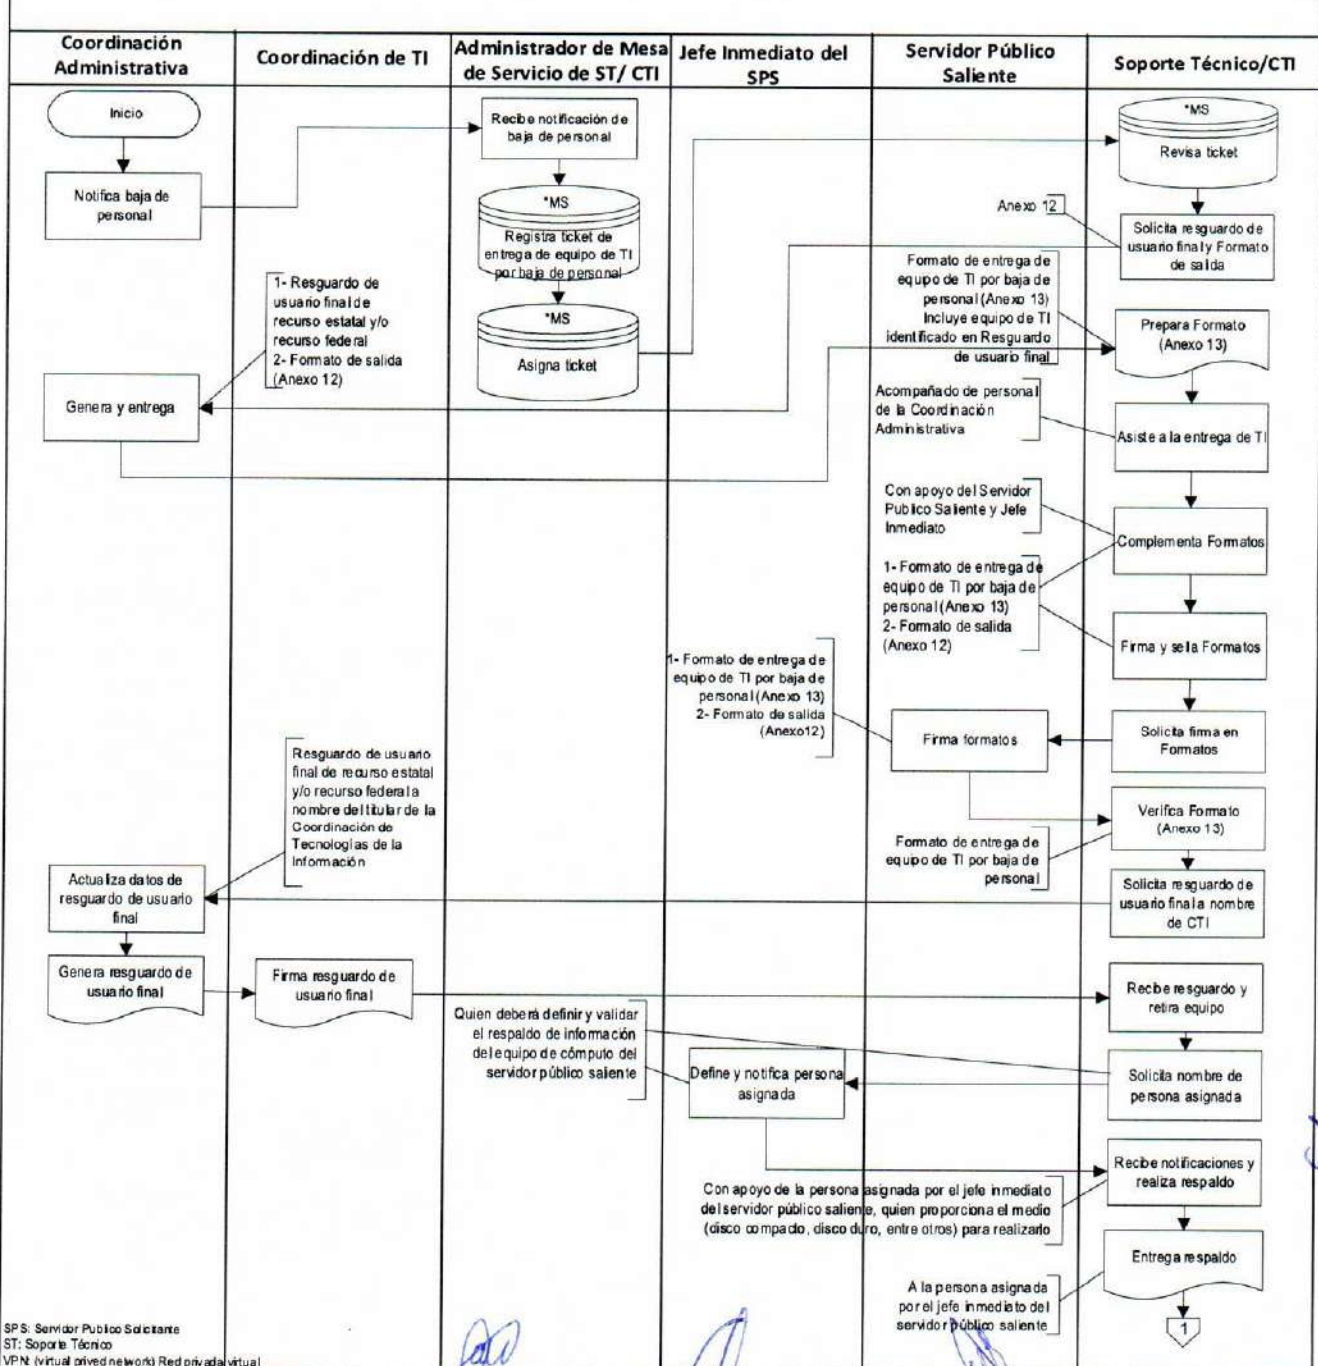 Coordinación
Administrativa
Coordinación de TI
Administrador de Mesa
de Servicio de ST/ CTI
Jefe Inmediato del
SPS
Servidor Público
Saliente
Soporte Técnico/CTI
Inicio
Notifica baja de
personal
Recibe notificación de
baja de personal
*MS
Registra ticket de
entrega de equipo de TI
por baja de personal
*MS
Asigna ticket
*MS
Revisa ticket
Anexo 12
Solicita resguardo de
usuario final y Formato
de salida
1- Resguardo de
usuario final de
recurso estatal y/o
recurso federal
2- Formato de salida
(Anexo 12)
Genera y entrega
Formato de entrega de
equpo de TI por baja de
personal (Anexo 13)
Incluye equipo de TI
identificado en Resguardo
de usuario final
Prepara Formato
(Anexo 13)
Acompañado de personal
de la Coordinación
Administrativa
Asiste a la entrega de TI
Con apoyo del Servidor
Publico Saliente y Jefe
Inmediato
Complementa Formatos
1- Formato de entrega de
equipo de TI por baja de
personal (Anexo 13)
2- Formato de salida
(Anexo 12)
Firma y sella Formatos
1- Formato de entrega de
equipo de TI por baja de
personal (Anexo 13)
2- Formato de salida
(Anexo12)
Firma formatos
Solicita firma en
Formatos
Resguardo de usuario
final de recurso estatal
y/o recurso federal a
nombre del titular de la
Coordinación de
Tecnologías de la
Información
Verifica Formato
(Anexo 13)
Formato de entrega de
equipo de TI por baja de
personal
Actualiza datos de
resguardo de usuario
final
Solicita resguardo de
usuario final a nombre
de CTI
Genera resguardo de
usuario final
Firma resguardo de
usuario final
Recibe resguardo y
retira equipo
Quien deberá definir y validar
el respaldo de información
del equipo de cómputo del
servidor público saliente
Define y notifica persona
asignada
Solicita nombre de
persona asignada
Recibe notificaciones y
realiza respaldo
Con apoyo de la persona asignada por el jefe inmediato
del servidor público saliente, quien proporciona el medio
(disco compacto, disco duro, entre otros) para realizarlo
Entrega respaldo
A la persona asignada
por el jefe inmediato del
servidor público saliente
1
SPS: Servidor Publico Solicitante
ST: Soporte Técnico
VPN: (virtual prived network) Red privada virtual